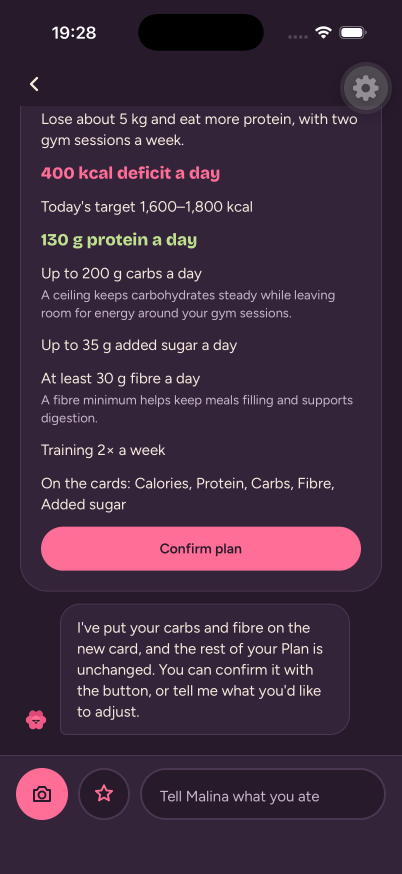 19:28
Lose about 5 kg and eat more protein, with two
gym sessions a week.
400 kcal deficit a day
Today's target 1,600–1,800 kcal
130 g protein a day
Up to 200 g carbs a day
A ceiling keeps carbohydrates steady while leaving
room for energy around your gym sessions.
Up to 35 g added sugar a day
At least 30 g fibre a day
A fibre minimum helps keep meals filling and supports
digestion.
Training 2× a week
On the cards: Calories, Protein, Carbs, Fibre,
Added sugar
Confirm plan
I've put your carbs and fibre on the
new card, and the rest of your Plan is
unchanged. You can confirm it with
the button, or tell me what you'd like
to adjust.
Tell Malina what you ate